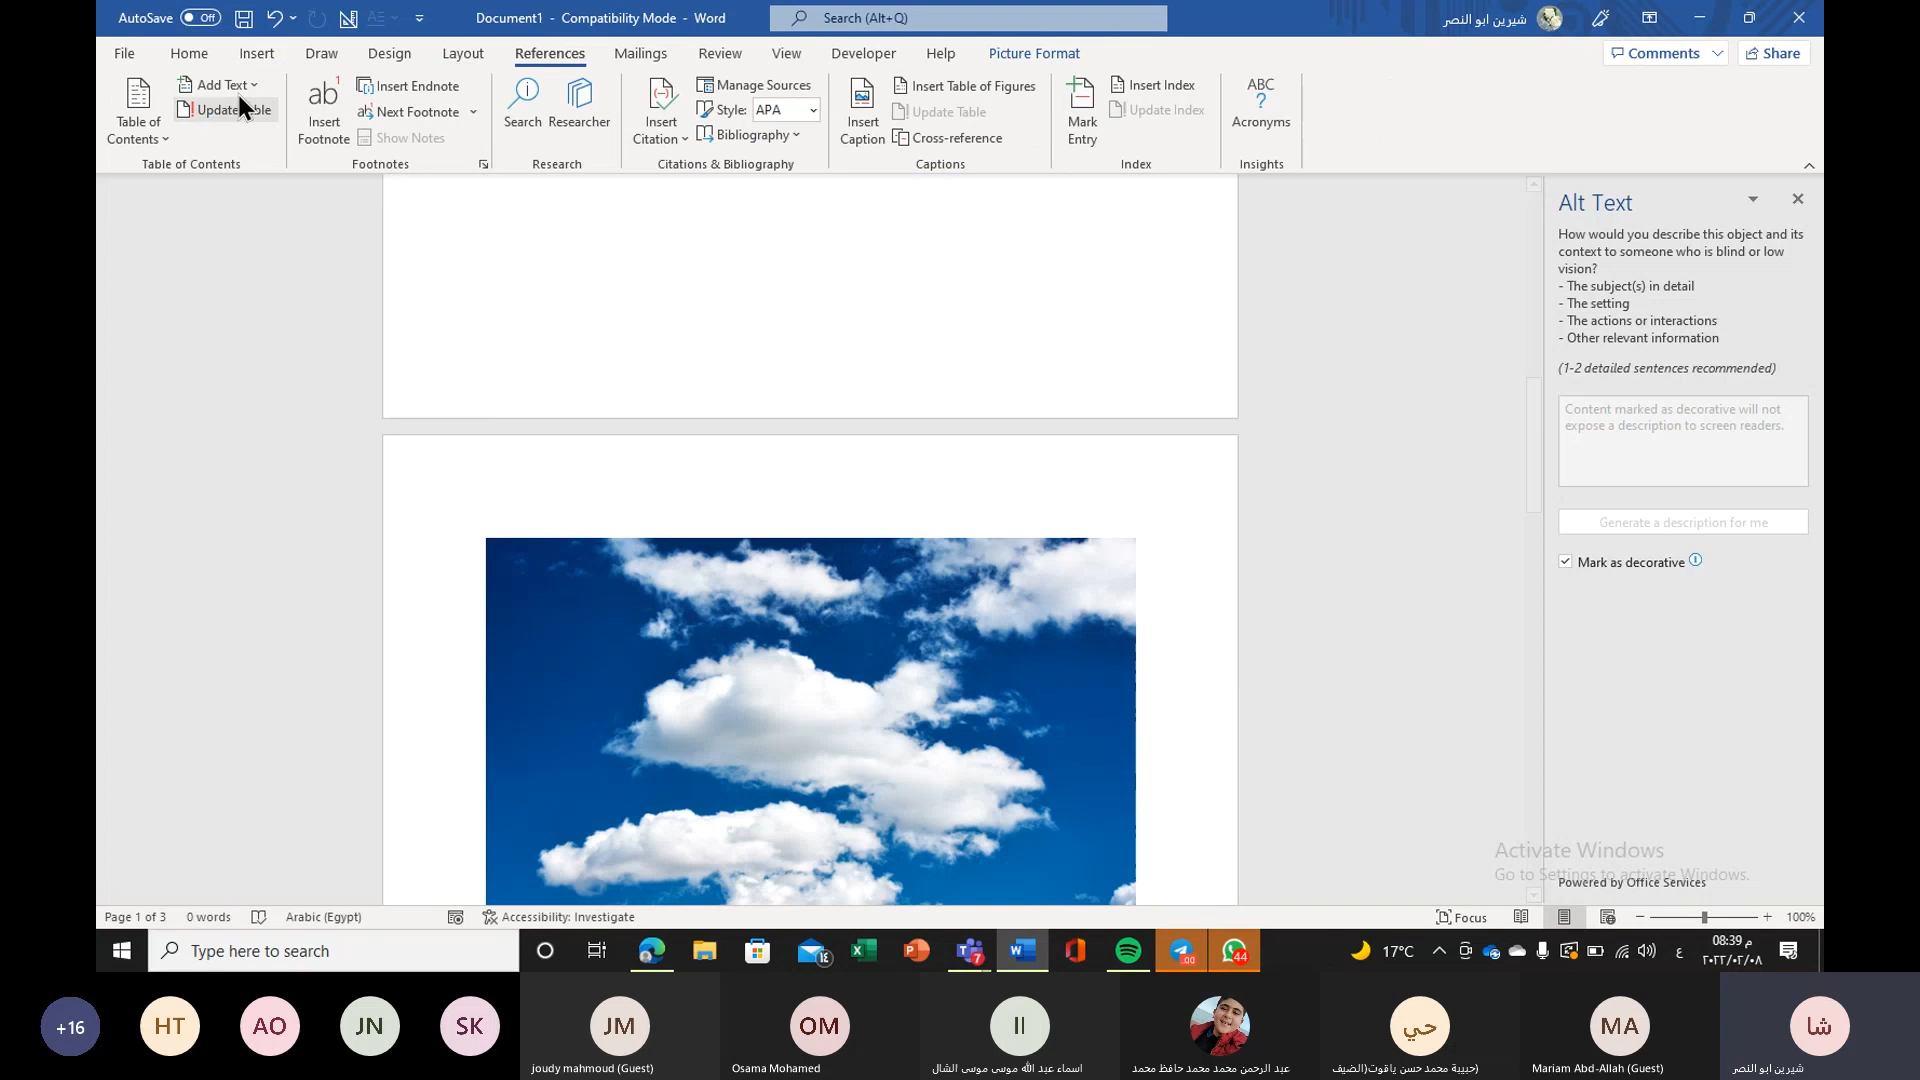 AutoSave Off
Document1 - Compatibility Mode - Word
Search (Alt+Q)
شيرين ابو النصر
File Home Insert Draw Design Layout References Mailings Review View Developer Help Picture Format
Comments
Share
Table of Contents
Add Text
Table of Contents
Insert Footnote
Insert Endnote
Next Footnote
Show Notes
Footnotes
Search
Researcher
Research
Insert Citation
Manage Sources
Style: APA
Bibliography
Citations & Bibliography
Insert Caption
Insert Table of Figures
Update Table
Cross-reference
Captions
Mark Entry
Insert Index
Update Index
Index
ABC
Acronyms
Insights
Alt Text
How would you describe this object and its
context to someone who is blind or low
vision?
- The subject(s) in detail
- The setting
- The actions or interactions
- Other relevant information
(1-2 detailed sentences recommended)
Content marked as decorative will not
expose a description to screen readers.
Generate a description for me
Mark as decorative
Activate Windows
Go to Settings to activate Windows.
Powered by Office Services
Page 1 of 3
0 words
Arabic (Egypt)
Accessibility: Investigate
Focus
100%
Type here to search
١٤
7
.00
44
17°C
ع
08:39 م
٢٠٢٢/٠٢/٠٨
+16
HT
AO
JN
SK
JM
OM
اا
حي
MA
شا
joudy mahmoud (Guest)
Osama Mohamed
اسماء عبد الله موسى موسى الشال
عبد الرحمن محمد محمد حافظ محمد
حبيبة محمد حسن ياقوت(الضيف)
Mariam Abd-Allah (Guest)
شيرين ابو النصر